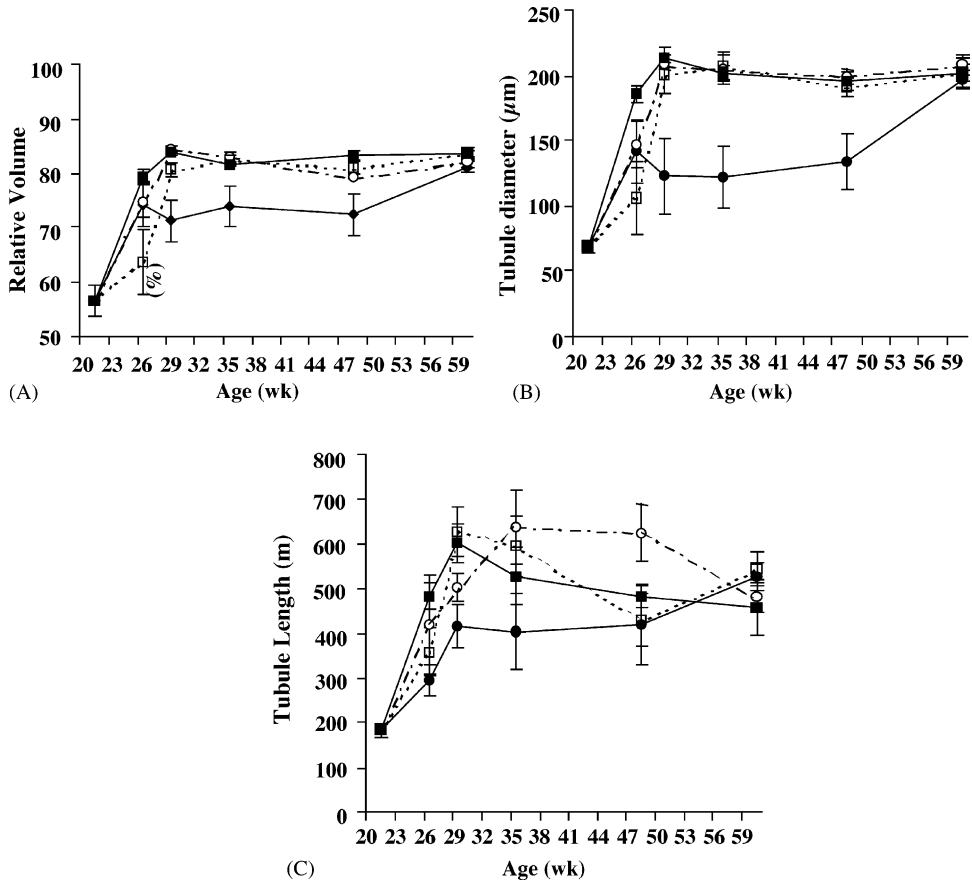 100
90
80
70
60
50
Relative Volume
(%)
20 23 26 29 32 35 38 41 44 47 50 53 56 59
Age (wk)
(A)
250
200
150
100
50
0
Tubule diameter (µm)
20 23 26 29 32 35 38 41 44 47 50 53 56 59
Age (wk)
(B)
800
700
600
500
400
300
200
100
0
Tubule Length (m)
20 23 26 29 32 35 38 41 44 47 50 53 56 59
Age (wk)
(C)